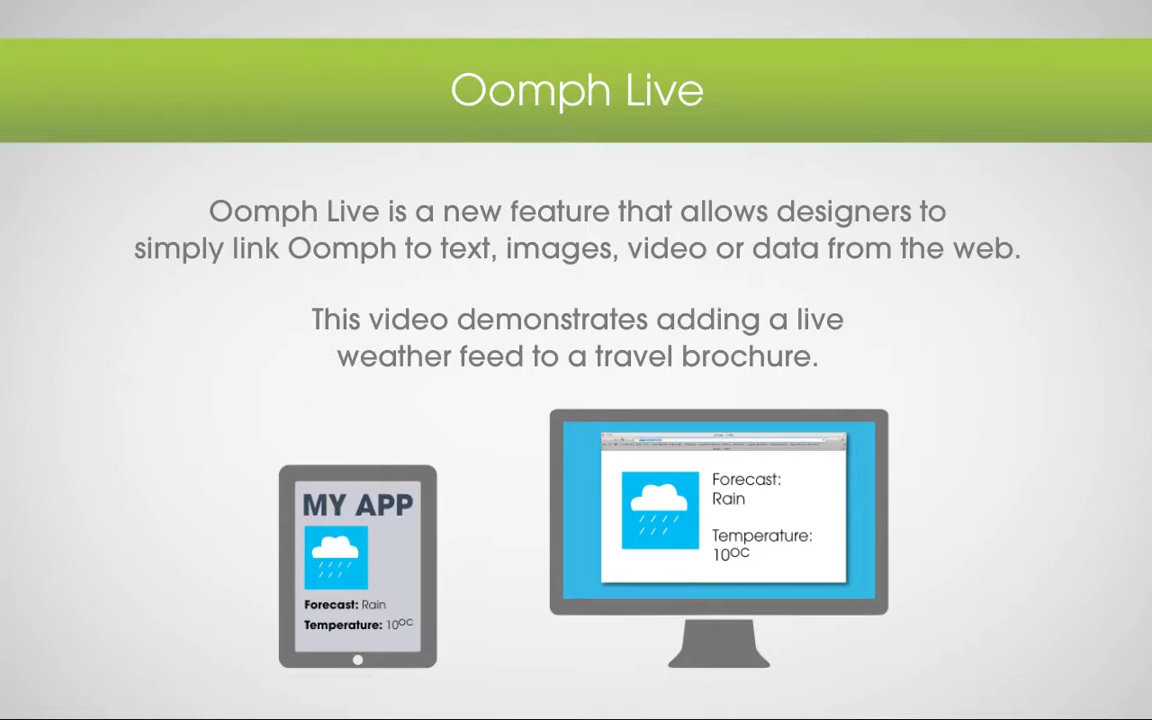 Oomph Live
Oomph Live is a new feature that allows designers to
simply link Oomph to text, images, video or data from the web.
This video demonstrates adding a live
weather feed to a travel brochure.
MY APP
Forecast: Rain
Temperature: 10ºC
Forecast:
Rain
Temperature:
10ºC